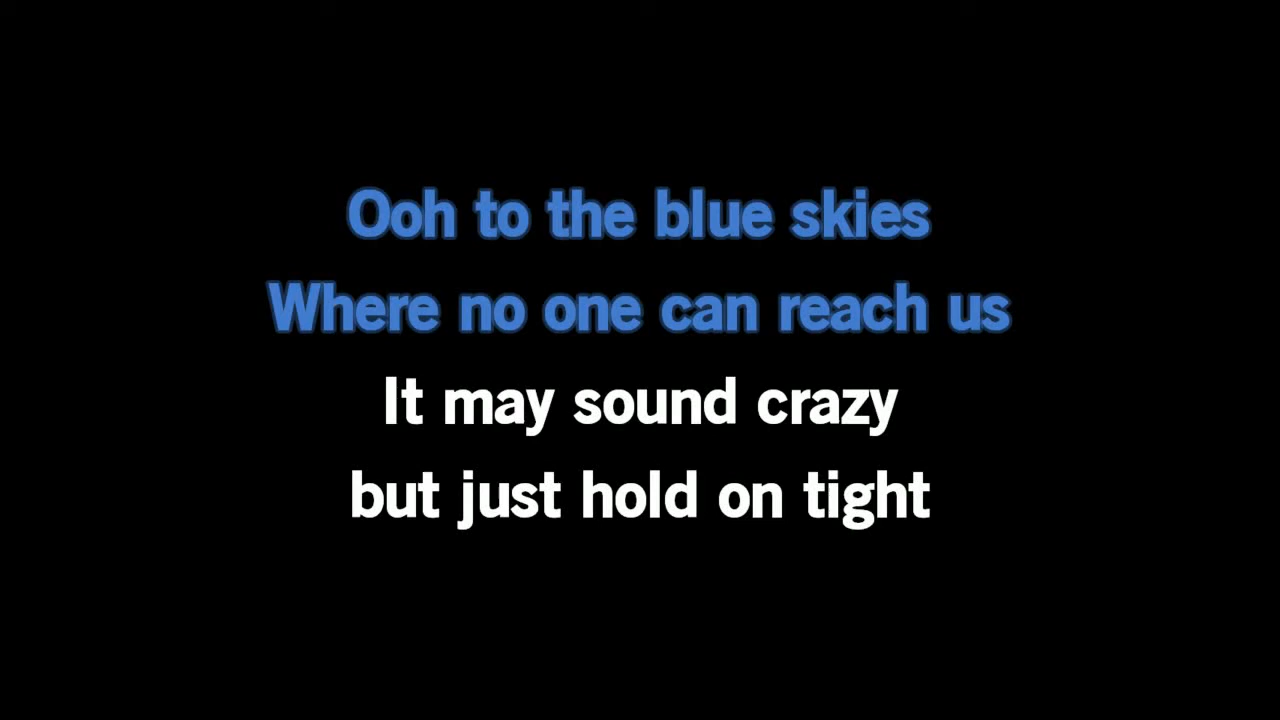 Ooh to the blue skies
Where no one can reach us
It may sound crazy
but just hold on tight